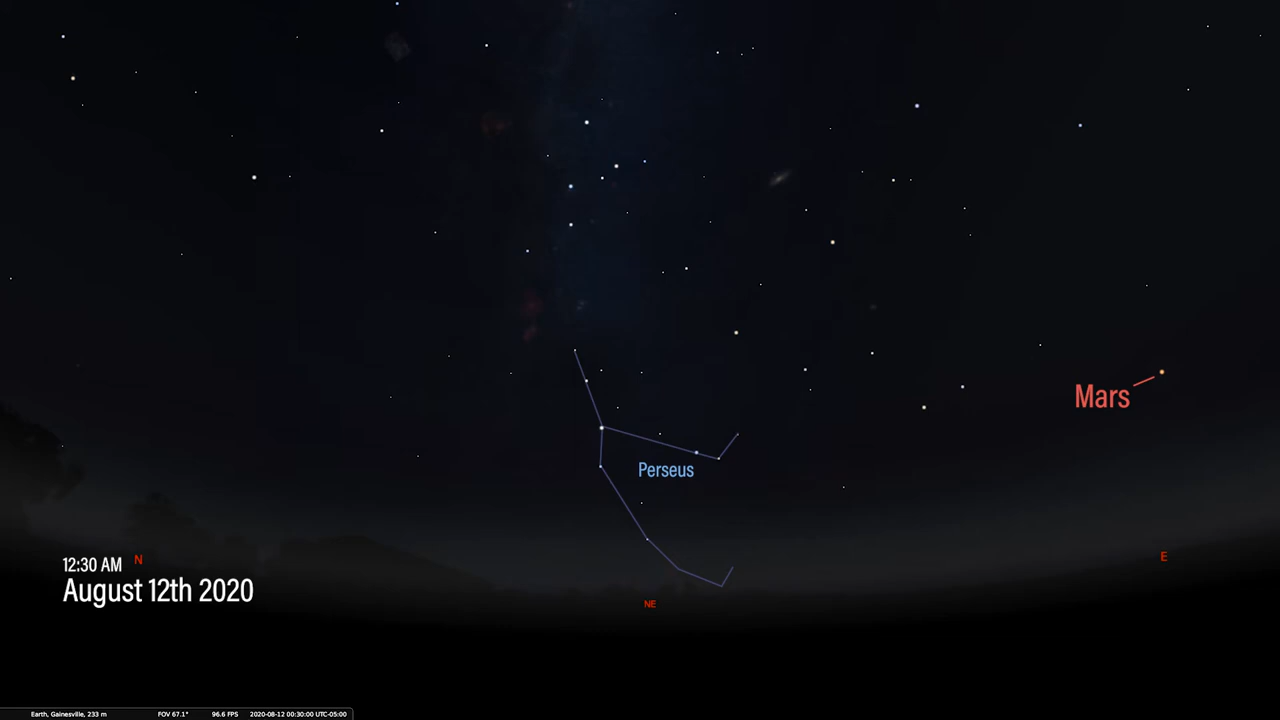 Mars
Perseus
12:30 AM
N
August 12th 2020
E
NE
Earth, Gainesville, 233 m FOV 67.1° 96.6 FPS 2020-08-12 00:30:00 UTC-05:00